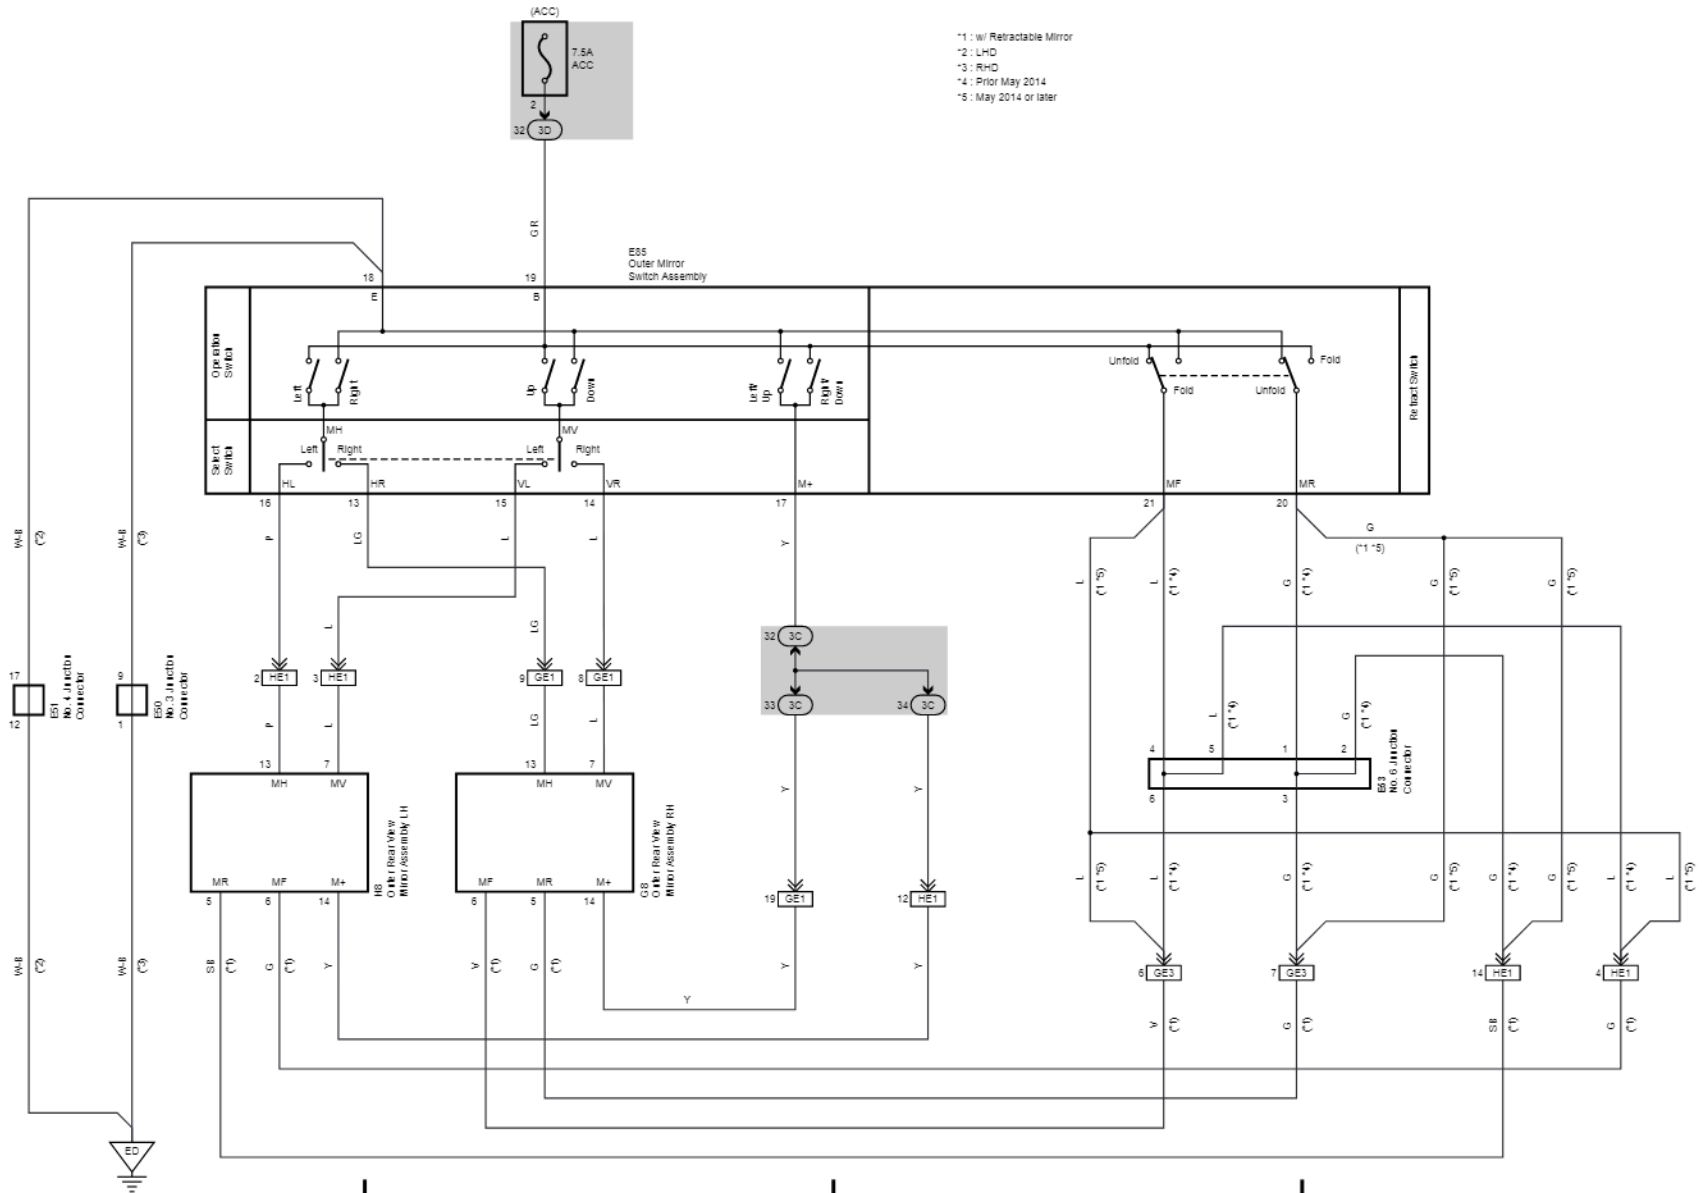 (ACC)
7.5A
ACC
2
32 3D
*1 : w/ Retractable Mirror
*2 : LHD
*3 : RHD
*4 : Prior May 2014
*5 : May 2014 or later
GR
E85
Outer Mirror
Switch Assembly
18 19
E B
Operation
Switch
Left Right
Up Down
Left/
Up
Right/
Down
Unfold Fold
Unfold Fold
Retract Switch
Select
Switch
MH MV
Left Right Left Right
HL HR VL VR M+ MF MR
16 13 15 14 17 21 20
W-B (*2) W-B (*3) P LG L L Y
G
(*1 *5)
L (*1 *5) L (*1 *4) G (*1 *4) G (*1 *5) G (*1 *5)
L LG
32 3C
2 HE1 3 HE1 9 GE1 8 GE1
33 3C 34 3C
17 9
E51
No. 4 Junction
Connector
E50
No. 3 Junction
Connector
12 1
P L LG L
L (*1 *4) G (*1 *4)
4 5 1 2
E53
No. 6 Junction
Connector
6 3
13 7 13 7
MH MV MH MV
Y Y
H8
Outer Rear View
Mirror Assembly LH
G8
Outer Rear View
Mirror Assembly RH
MR MF M+ MF MR M+
5 6 14 6 5 14
19 GE1 12 HE1
L (*1 *5) L (*1 *4) G (*1 *4) G (*1 *5) G (*1 *4) G (*1 *5) L (*1 *4) L (*1 *5)
W-B (*2) W-B (*3) SB (*1) G (*1) Y V (*1) G (*1) Y Y
6 GE3 7 GE3 14 HE1 4 HE1
Y
V (*1) G (*1) SB (*1) G (*1)
ED